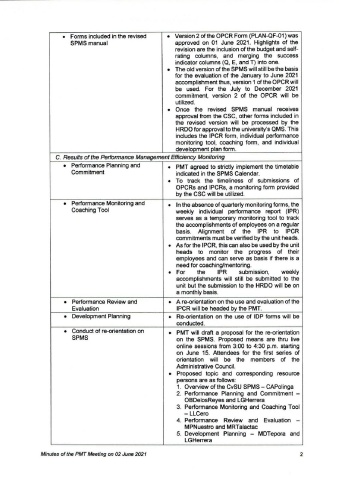 • Forms included in the revised
SPMS manual
• Version 2 of the OPCR Form (PLAN-QF-01) was
approved on 01 June 2021. Highlights of the
revision are the inclusion of the budget and self-
rating columns, and merging the success
indicator columns (Q, E, and T) into one.
• The old version of the SPMS will still be the basis
for the evaluation of the January to June 2021
accomplishment thus, version 1 of the OPCR will
be used. For the July to December 2021
commitment, version 2 of the OPCR will be
utilized.
• Once the revised SPMS manual receives
approval from the CSC, other forms included in
the revised version will be processed by the
HRDO for approval to the university's QMS. This
includes the IPCR form, individual performance
monitoring tool, coaching form, and individual
development plan form.
C. Results of the Performance Management Efficiency Monitoring
• Performance Planning and
Commitment
• PMT agreed to strictly implement the timetable
indicated in the SPMS Calendar.
• To track the timeliness of submissions of
OPCRs and IPCRs, a monitoring form provided
by the CSC will be utilized.
• Performance Monitoring and
Coaching Tool
• In the absence of quarterly monitoring forms, the
weekly individual performance report (IPR)
serves as a temporary monitoring tool to track
the accomplishments of employees on a regular
basis. Alignment of the IPR to IPCR
commitments must be verified by the unit heads.
• As for the IPCR, this can also be used by the unit
heads to monitor the progress of their
employees and can serve as basis if there is a
need for coaching/mentoring.
• For the IPR submission, weekly
accomplishments will still be submitted to the
unit but the submission to the HRDO will be on
a monthly basis.
• Performance Review and
Evaluation
• A re-orientation on the use and evaluation of the
IPCR will be headed by the PMT.
• Development Planning
• Re-orientation on the use of IDP forms will be
conducted.
• Conduct of re-orientation on
SPMS
• PMT will draft a proposal for the re-orientation
on the SPMS. Proposed means are thru live
online sessions from 3:00 to 4:30 p.m. starting
on June 15. Attendees for the first series of
orientation will be the members of the
Administrative Council.
• Proposed topic and corresponding resource
persons are as follows:
1. Overview of the CvSU SPMS – CAPolinga
2. Performance Planning and Commitment –
OBDelosReyes and LGHerrera
3. Performance Monitoring and Coaching Tool
– LLCero
4. Performance Review and Evaluation –
MPNuestro and MRTalactac
5. Development Planning – MDTepora and
LGHerrera
Minutes of the PMT Meeting on 02 June 2021
2